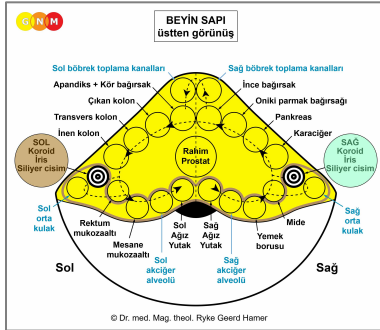 G N M
BEYİN SAPI
üstten görünüş
Sol böbrek toplama kanalları
Sağ böbrek toplama kanalları
Apandiks + Kör bağırsak
İnce bağırsak
Çıkan kolon
Oniki parmak bağırsağı
Transvers kolon
Pankreas
İnen kolon
Karaciğer
SOL
Koroid
İris
Siliyer cisim
Rahim
Prostat
SAĞ
Koroid
İris
Siliyer cisim
Sol
orta
kulak
Sağ
orta
kulak
Rektum
mukozaaltı
Mesane
mukozaaltı
Sol
Ağız
Yutak
Sağ
Ağız
Yutak
Yemek
borusu
Mide
Sol
akciğer
alveolü
Sağ
akciğer
alveolü
Sol
Sağ
© Dr. med. Mag. theol. Ryke Geerd Hamer